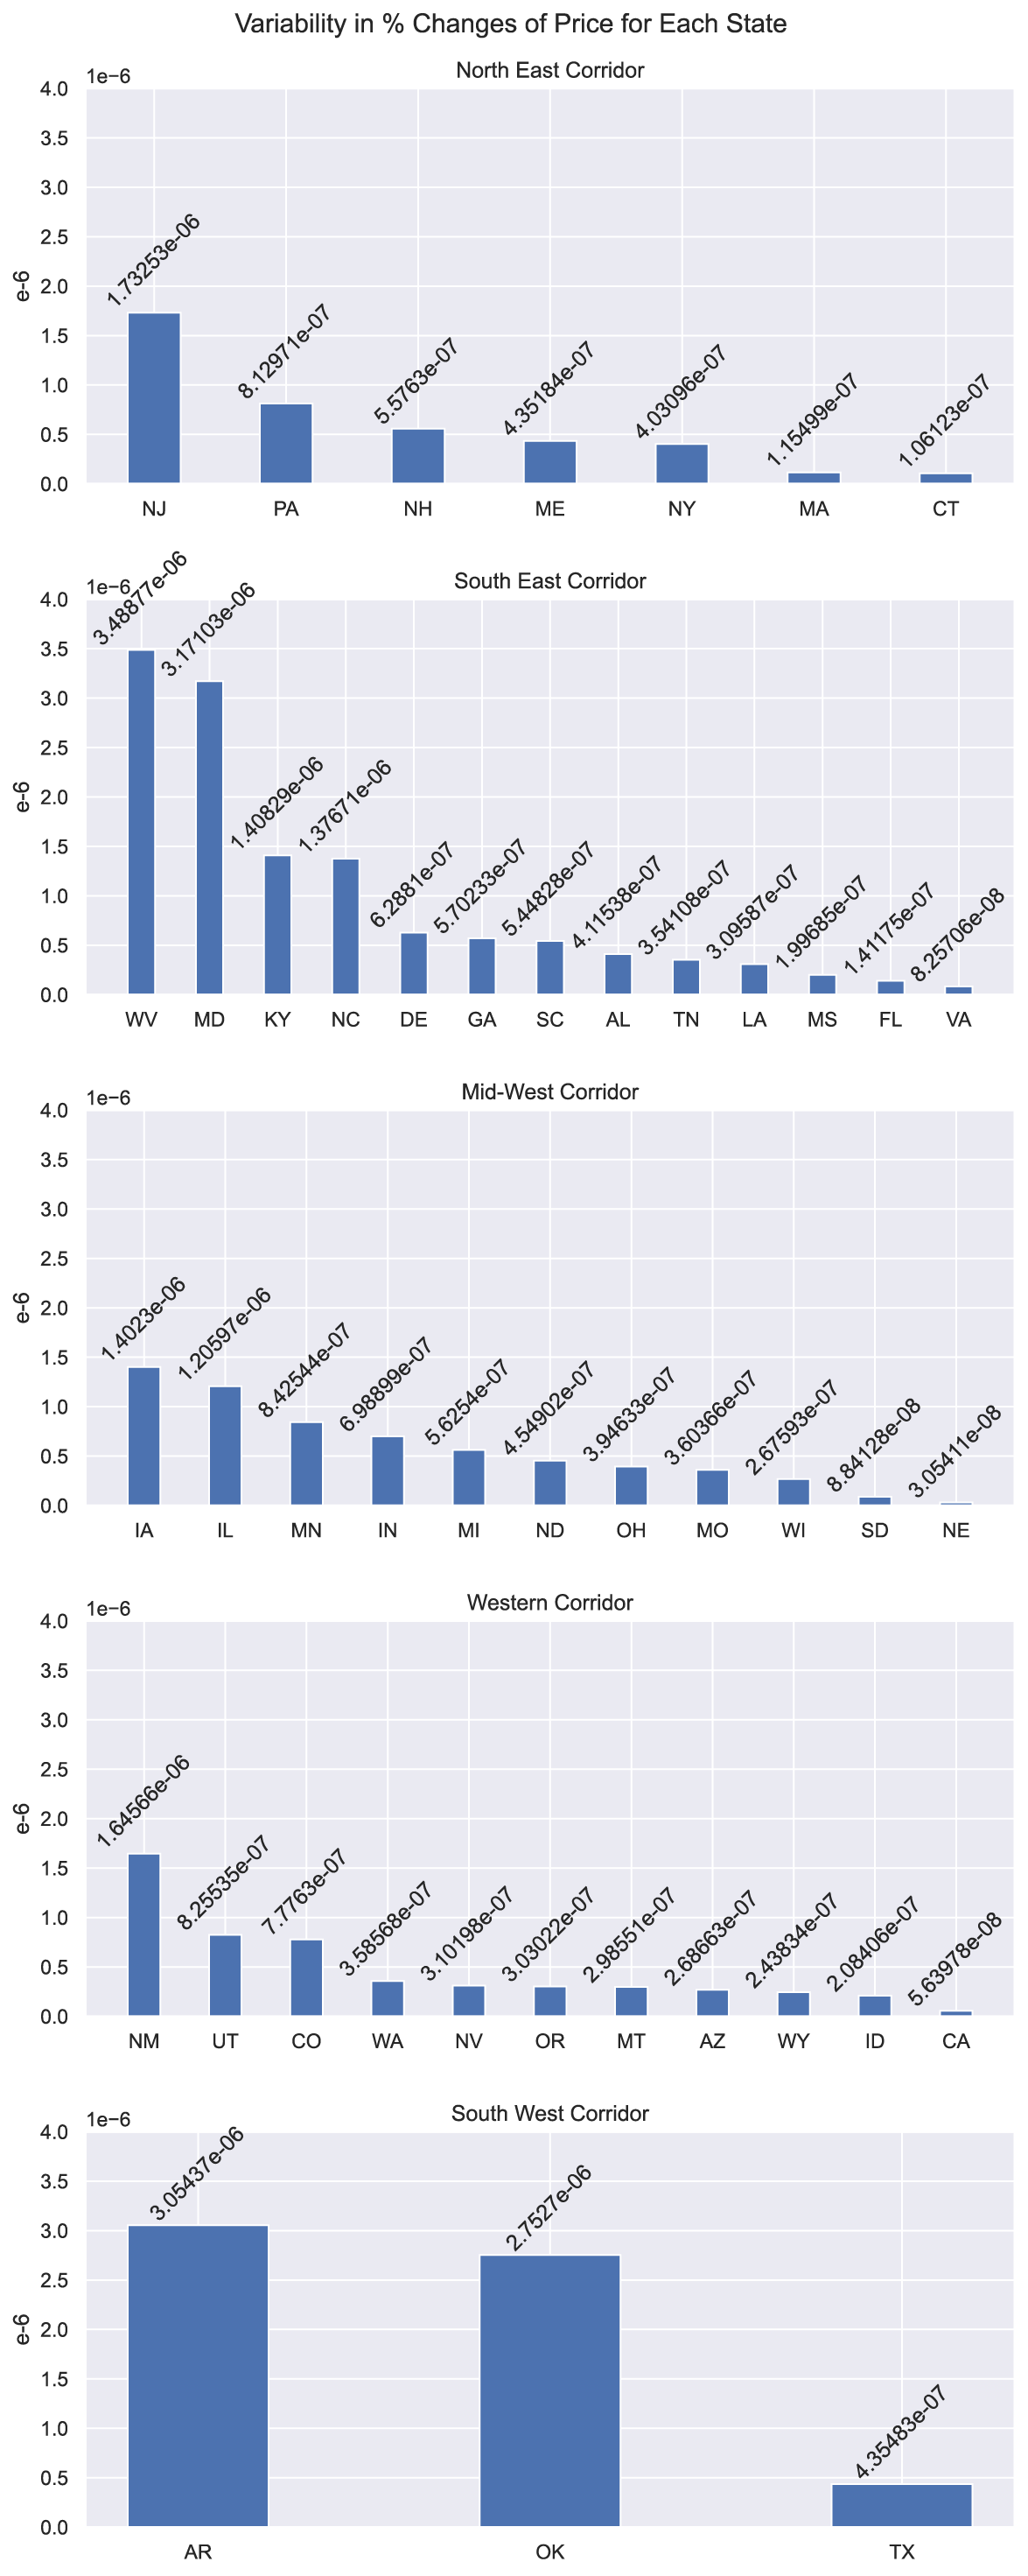 Variability in % Changes of Price for Each State
North East Corridor
1e−6
4.0
3.5
3.0
2.5
2.0
1.5
1.0
0.5
0.0
e-6
1.73253e-06
8.12971e-07
5.5763e-07
4.35184e-07
4.03096e-07
1.15499e-07
1.06123e-07
NJ PA NH ME NY MA CT
South East Corridor
1e−6
4.0
3.5
3.0
2.5
2.0
1.5
1.0
0.5
0.0
e-6
3.48877e-06
3.17103e-06
1.40829e-06
1.37671e-06
6.2881e-07
5.70233e-07
5.44828e-07
4.11538e-07
3.54108e-07
3.09587e-07
1.99685e-07
1.41175e-07
8.25706e-08
WV MD KY NC DE GA SC AL TN LA MS FL VA
Mid-West Corridor
1e−6
4.0
3.5
3.0
2.5
2.0
1.5
1.0
0.5
0.0
e-6
1.4023e-06
1.20597e-06
8.42544e-07
6.98899e-07
5.6254e-07
4.54902e-07
3.94633e-07
3.60366e-07
2.67593e-07
8.84128e-08
3.05411e-08
IA IL MN IN MI ND OH MO WI SD NE
Western Corridor
1e−6
4.0
3.5
3.0
2.5
2.0
1.5
1.0
0.5
0.0
e-6
1.64566e-06
8.25535e-07
7.7763e-07
3.58568e-07
3.10198e-07
3.03022e-07
2.98551e-07
2.68663e-07
2.43834e-07
2.08406e-07
5.63978e-08
NM UT CO WA NV OR MT AZ WY ID CA
South West Corridor
1e−6
4.0
3.5
3.0
2.5
2.0
1.5
1.0
0.5
0.0
e-6
3.05437e-06
2.7527e-06
4.35483e-07
AR OK TX